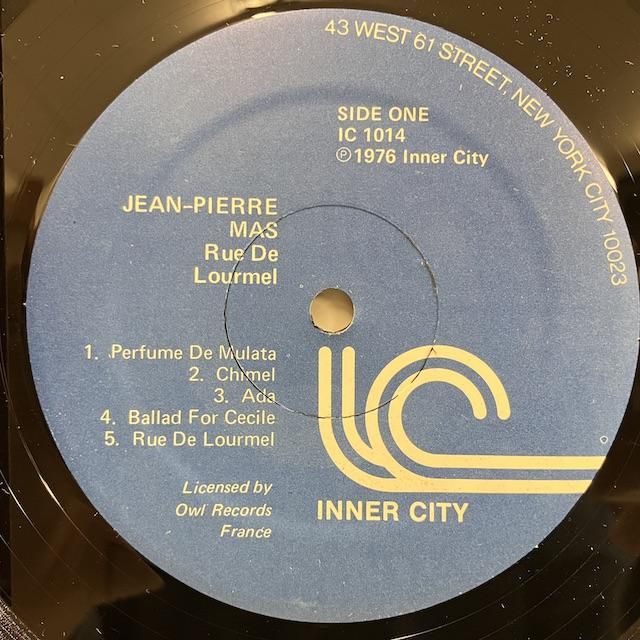 43 WEST 61 STREET, NEW YORK CITY 10023
SIDE ONE
IC 1014
Ⓟ1976 Inner City
JEAN-PIERRE
MAS
Rue De
Lourmel
1. Perfume De Mulata
2. Chimel
3. Ada
4. Ballad For Cecile
5. Rue De Lourmel
Licensed by
Owl Records
France
IC
INNER CITY